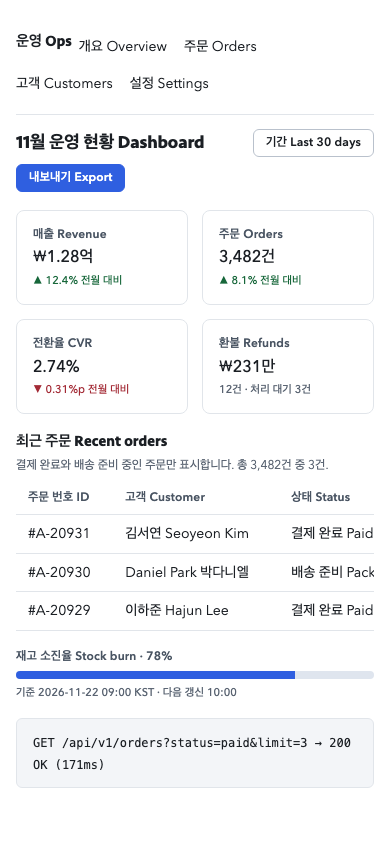 운영 Ops 개요 Overview 주문 Orders
고객 Customers 설정 Settings
11월 운영 현황 Dashboard
기간 Last 30 days
내보내기 Export
매출 Revenue
₩1.28억
▲ 12.4% 전월 대비
주문 Orders
3,482건
▲ 8.1% 전월 대비
전환율 CVR
2.74%
▼ 0.31%p 전월 대비
환불 Refunds
₩231만
12건 · 처리 대기 3건
최근 주문 Recent orders
결제 완료와 배송 준비 중인 주문만 표시합니다. 총 3,482건 중 3건.
주문 번호 ID 고객 Customer 상태 Status
#A-20931 김서연 Seoyeon Kim 결제 완료 Paid
#A-20930 Daniel Park 박다니엘 배송 준비 Pack
#A-20929 이하준 Hajun Lee 결제 완료 Paid
재고 소진율 Stock burn · 78%
기준 2026-11-22 09:00 KST · 다음 갱신 10:00
GET /api/v1/orders?status=paid&limit=3 → 200
OK (171ms)